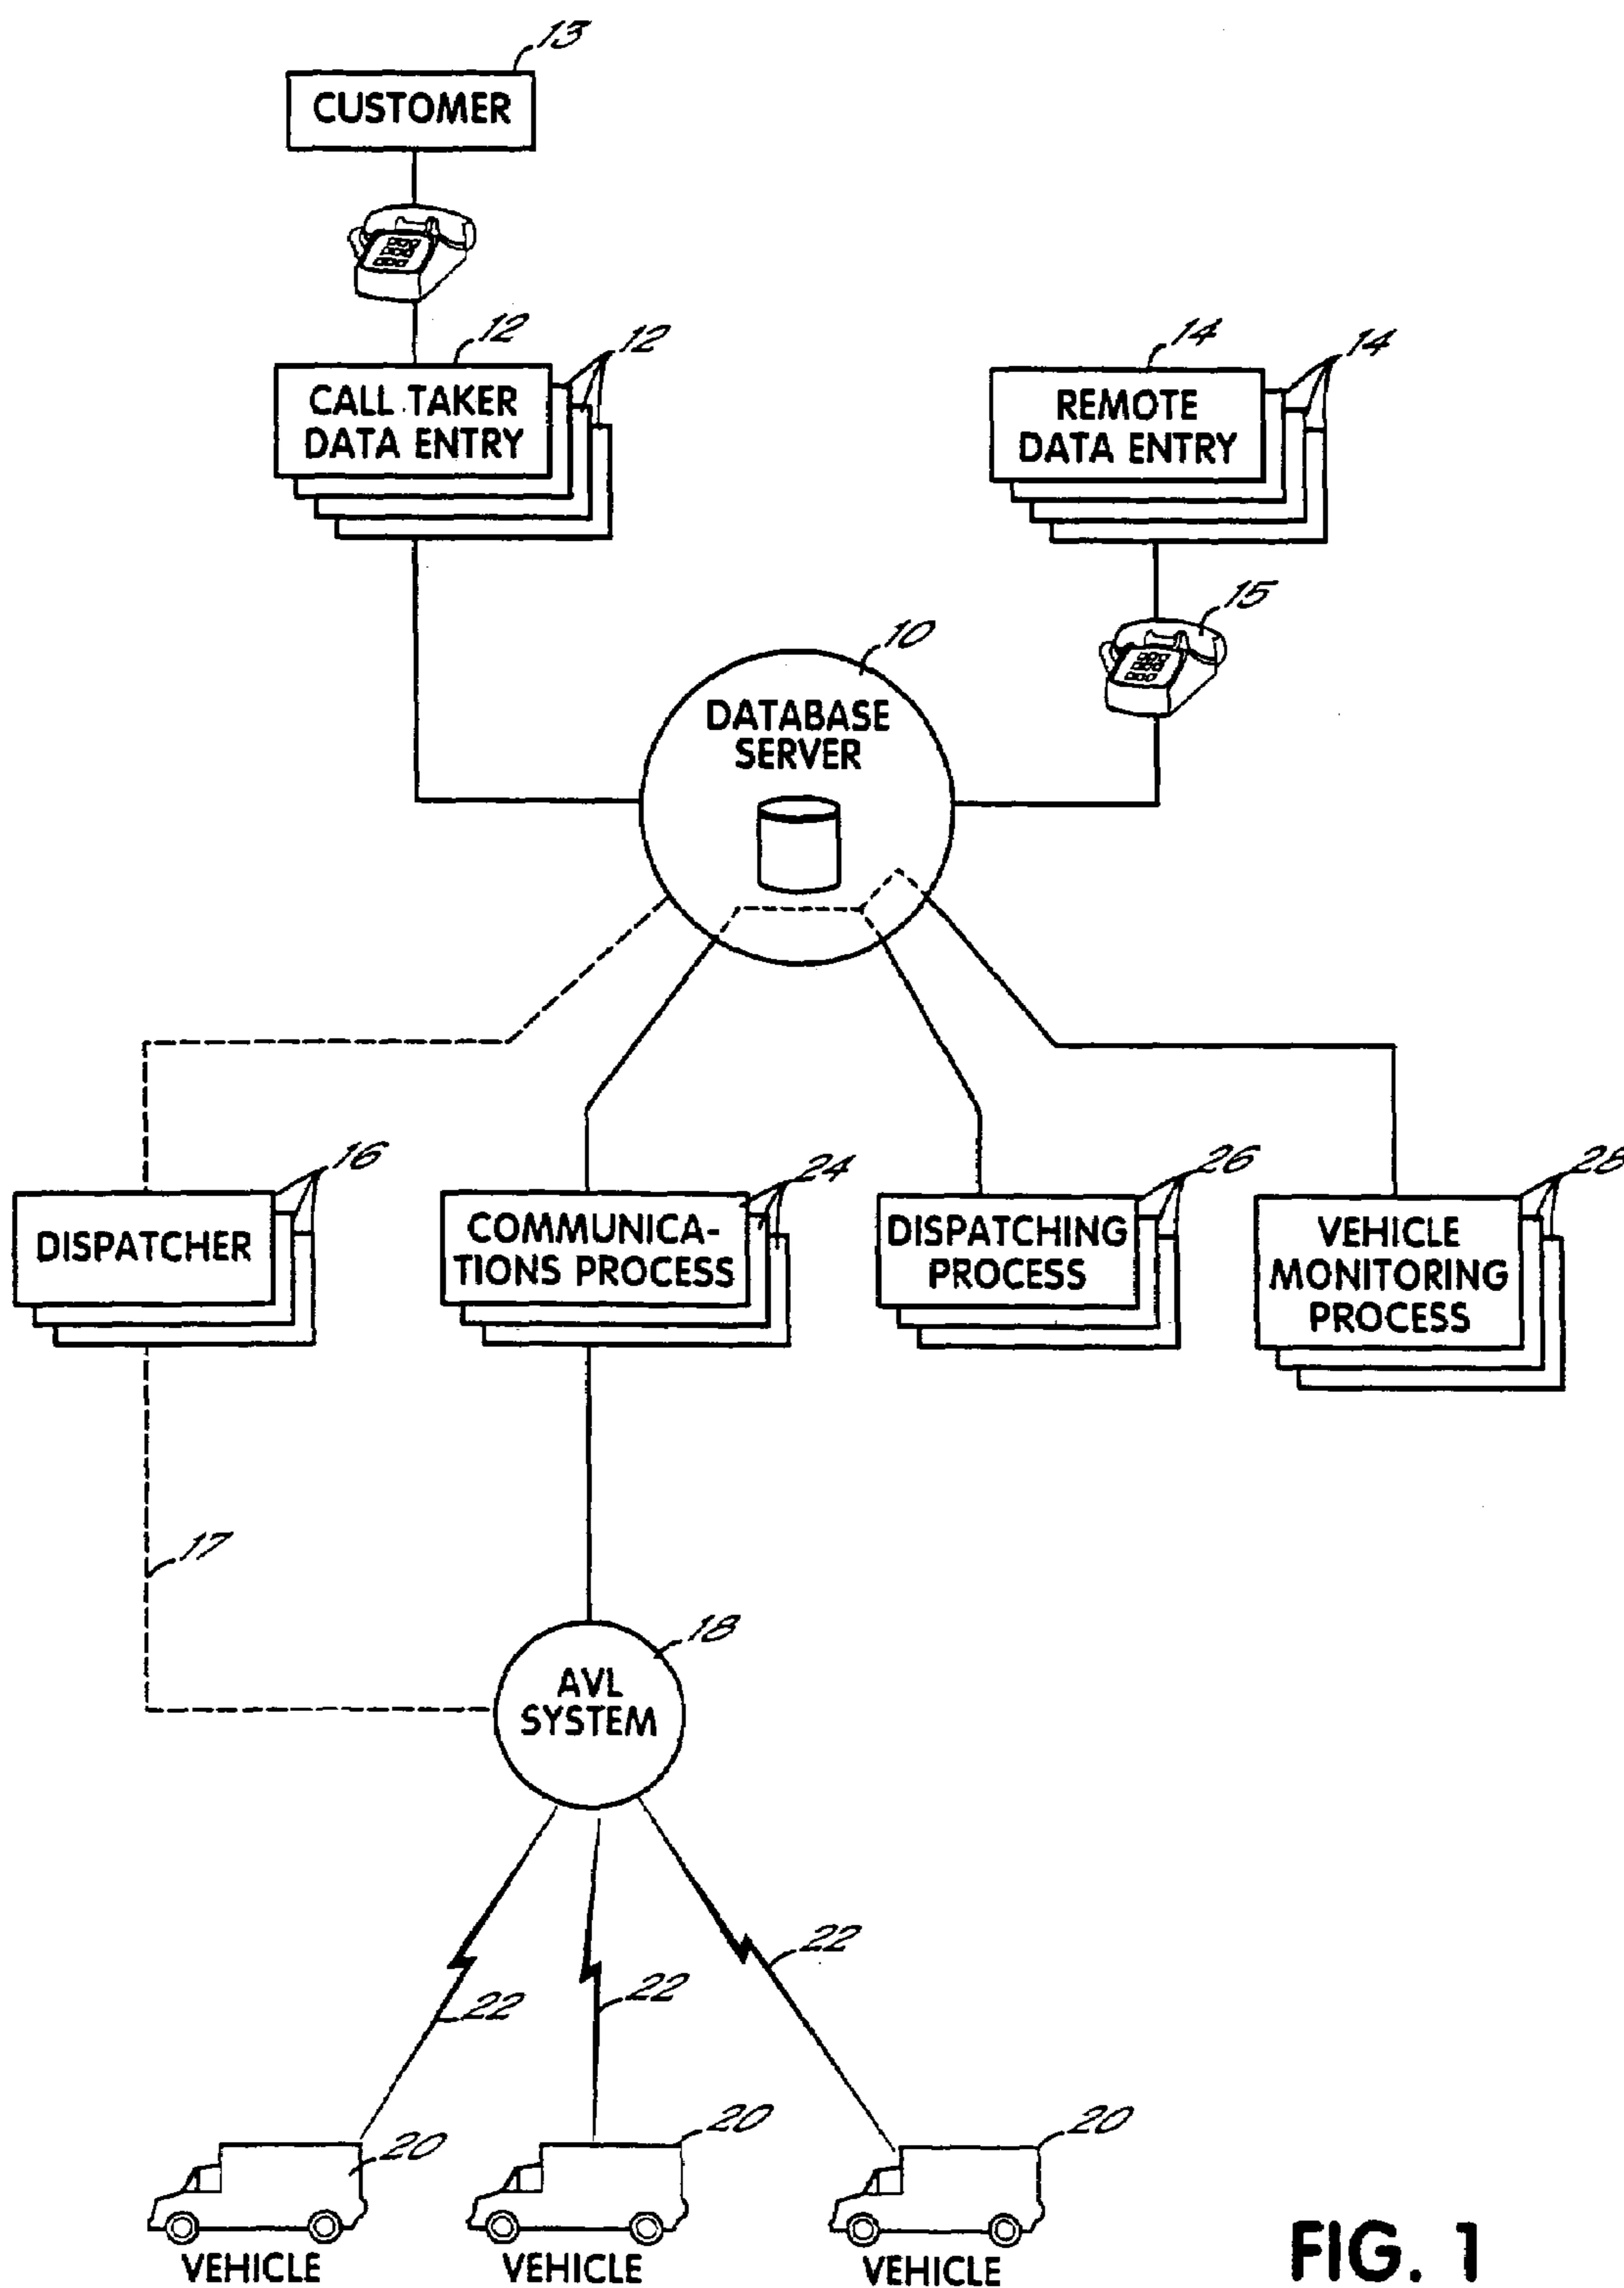 13
CUSTOMER
12
12
CALL TAKER
DATA ENTRY
14
14
REMOTE
DATA ENTRY
15
10
DATABASE
SERVER
16
DISPATCHER
24
COMMUNICA-
TIONS PROCESS
26
DISPATCHING
PROCESS
28
VEHICLE
MONITORING
PROCESS
17
18
AVL
SYSTEM
22
22
22
20
20
20
VEHICLE
VEHICLE
VEHICLE
FIG. 1